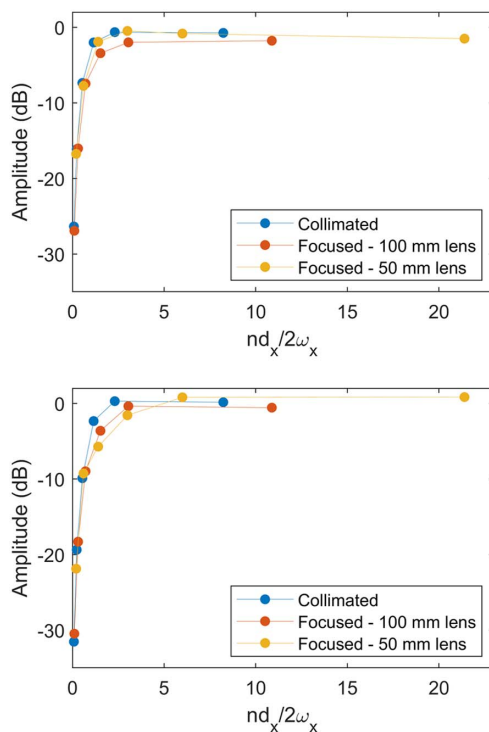 0
-10
-20
-30
Amplitude (dB)
Collimated
Focused - 100 mm lens
Focused - 50 mm lens
0 5 10 15 20
nd_x/2ω_x
0
-10
-20
-30
Amplitude (dB)
Collimated
Focused - 100 mm lens
Focused - 50 mm lens
0 5 10 15 20
nd_x/2ω_x